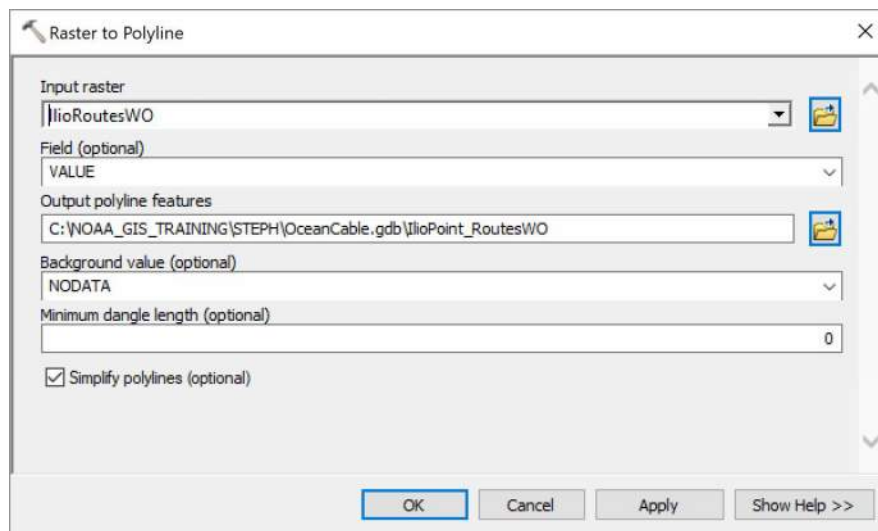 Raster to Polyline
Input raster
IlioRoutesWO
Field (optional)
VALUE
Output polyline features
C:\NOAA_GIS_TRAINING\STEPH\OceanCable.gdb\IlioPoint_RoutesWO
Background value (optional)
NODATA
Minimum dangle length (optional)
0
Simplify polylines (optional)
OK Cancel Apply Show Help >>